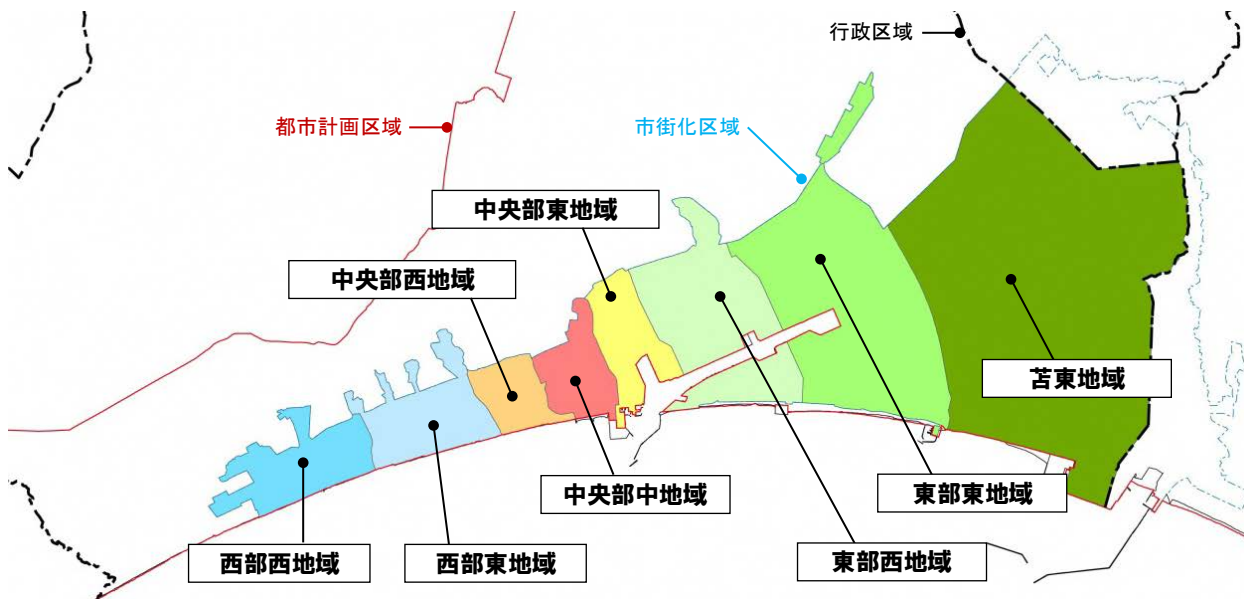 行政区域
都市計画区域
市街化区域
中央部東地域
中央部西地域
苫東地域
中央部中地域
東部東地域
西部西地域
西部東地域
東部西地域